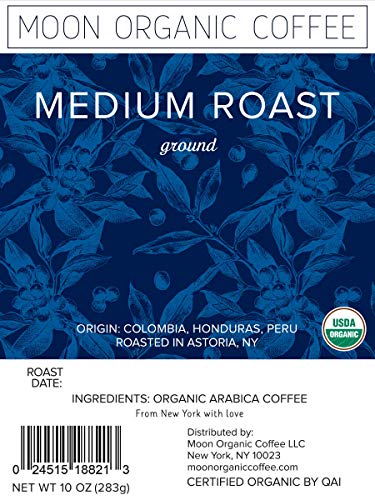 MOON ORGANIC COFFEE
MEDIUM ROAST
ground
ORIGIN: COLOMBIA, HONDURAS, PERU
ROASTED IN ASTORIA, NY
USDA
ORGANIC
ROAST
DATE:
INGREDIENTS: ORGANIC ARABICA COFFEE
From New York with love
0 24515 18821 3
NET WT 10 OZ (283g)
Distributed by:
Moon Organic Coffee LLC
New York, NY 10023
moonorganiccoffee.com
CERTIFIED ORGANIC BY QAI